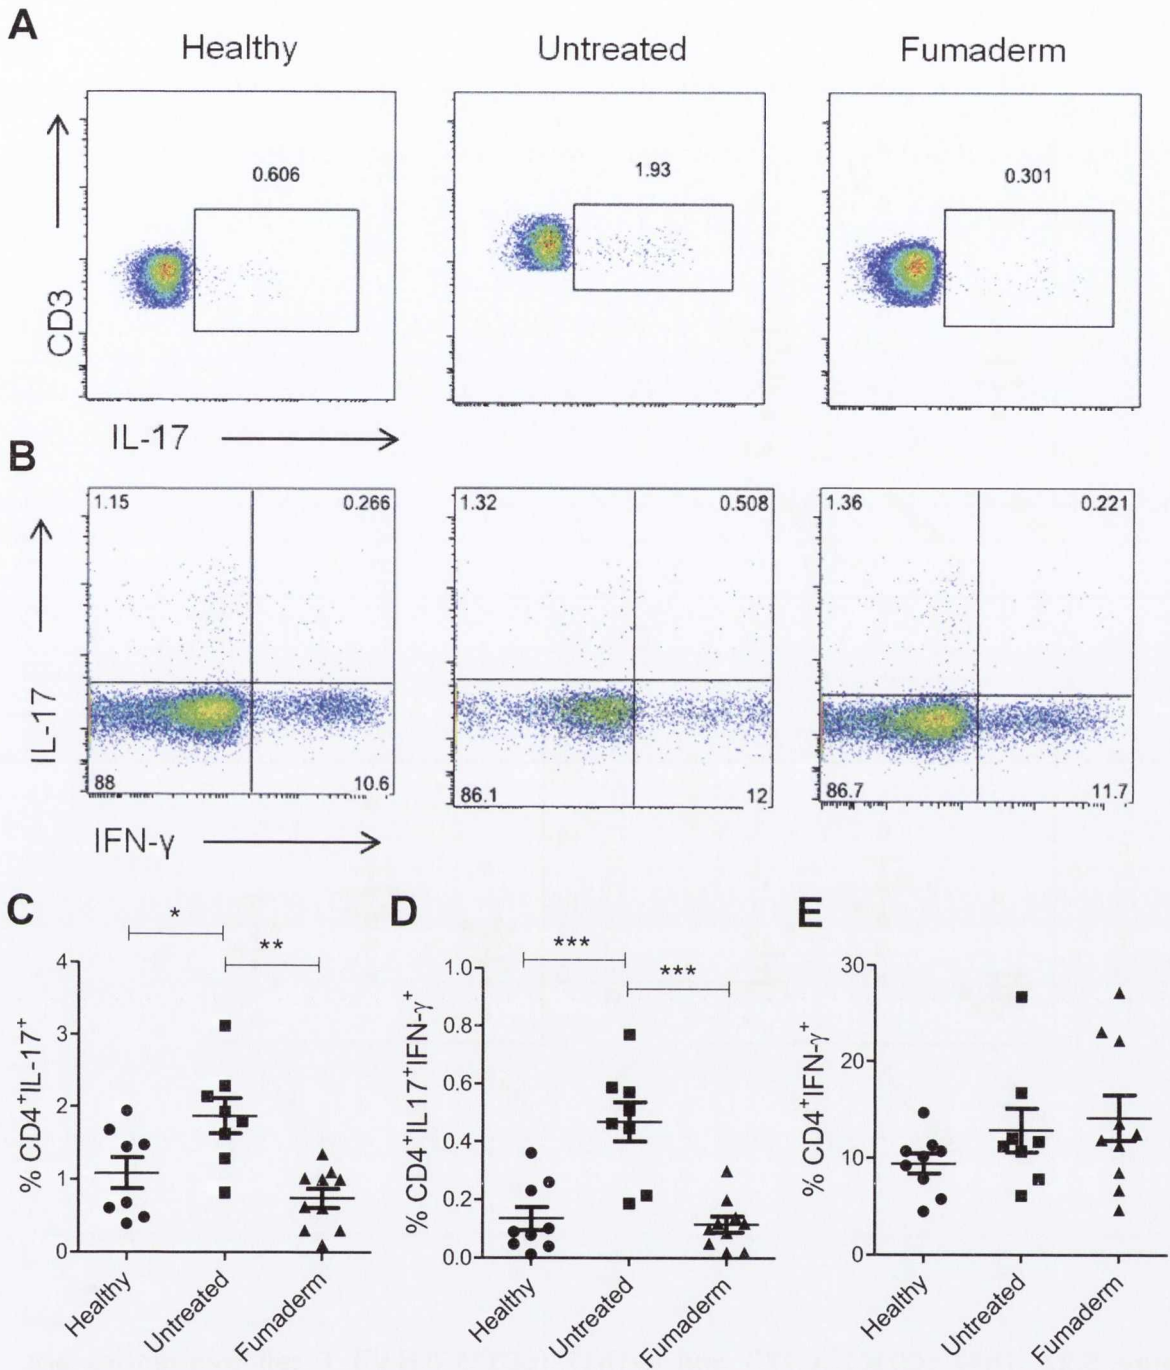 A
Healthy
Untreated
Fumaderm
0.606
1.93
0.301
CD3
IL-17
B
1.15
0.266
1.32
0.508
1.36
0.221
IL-17
88
10.6
86.1
12
86.7
11.7
IFN-γ
C
D
E
*
**
***
***
% CD4+IL-17+
4
3
2
1
0
Healthy
Untreated
Fumaderm
% CD4+IL17+IFN-γ+
1.0
0.8
0.6
0.4
0.2
0.0
Healthy
Untreated
Fumaderm
% CD4+IFN-γ+
30
20
10
0
Healthy
Untreated
Fumaderm